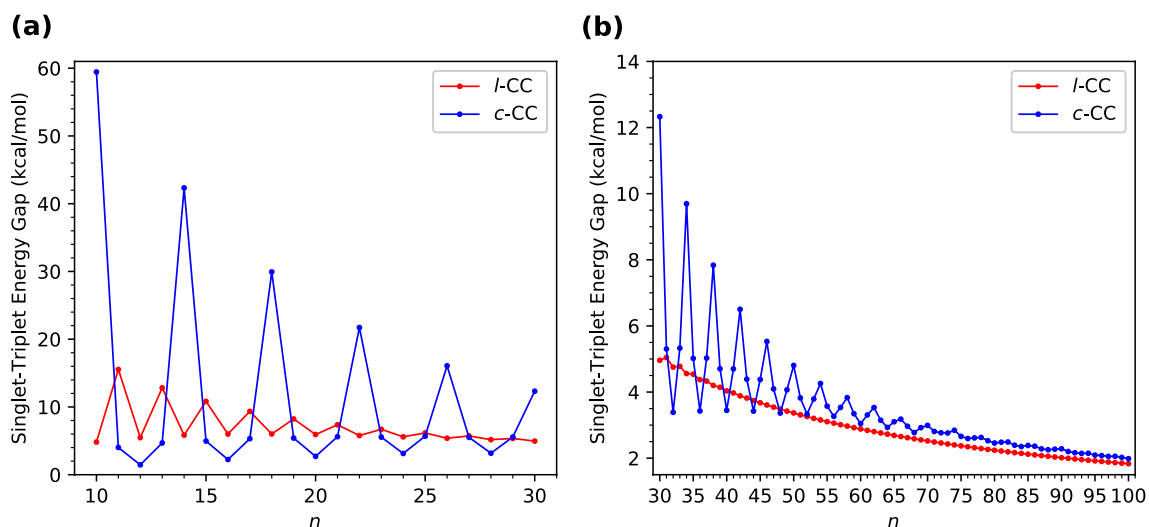 (a)
Singlet-Triplet Energy Gap (kcal/mol)
60
50
40
30
20
10
0
10
15
20
25
30
n
l-CC
c-CC
(b)
Singlet-Triplet Energy Gap (kcal/mol)
14
12
10
8
6
4
2
30 35 40 45 50 55 60 65 70 75 80 85 90 95 100
n
l-CC
c-CC